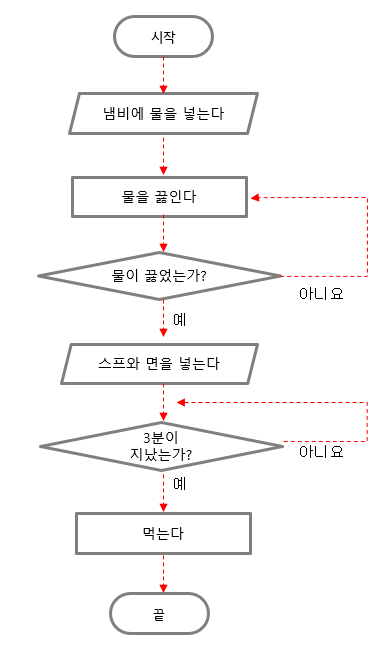 시작
냄비에 물을 넣는다
물을 끓인다
물이 끓었는가?
아니요
예
스프와 면을 넣는다
3분이
지났는가?
아니요
예
먹는다
끝